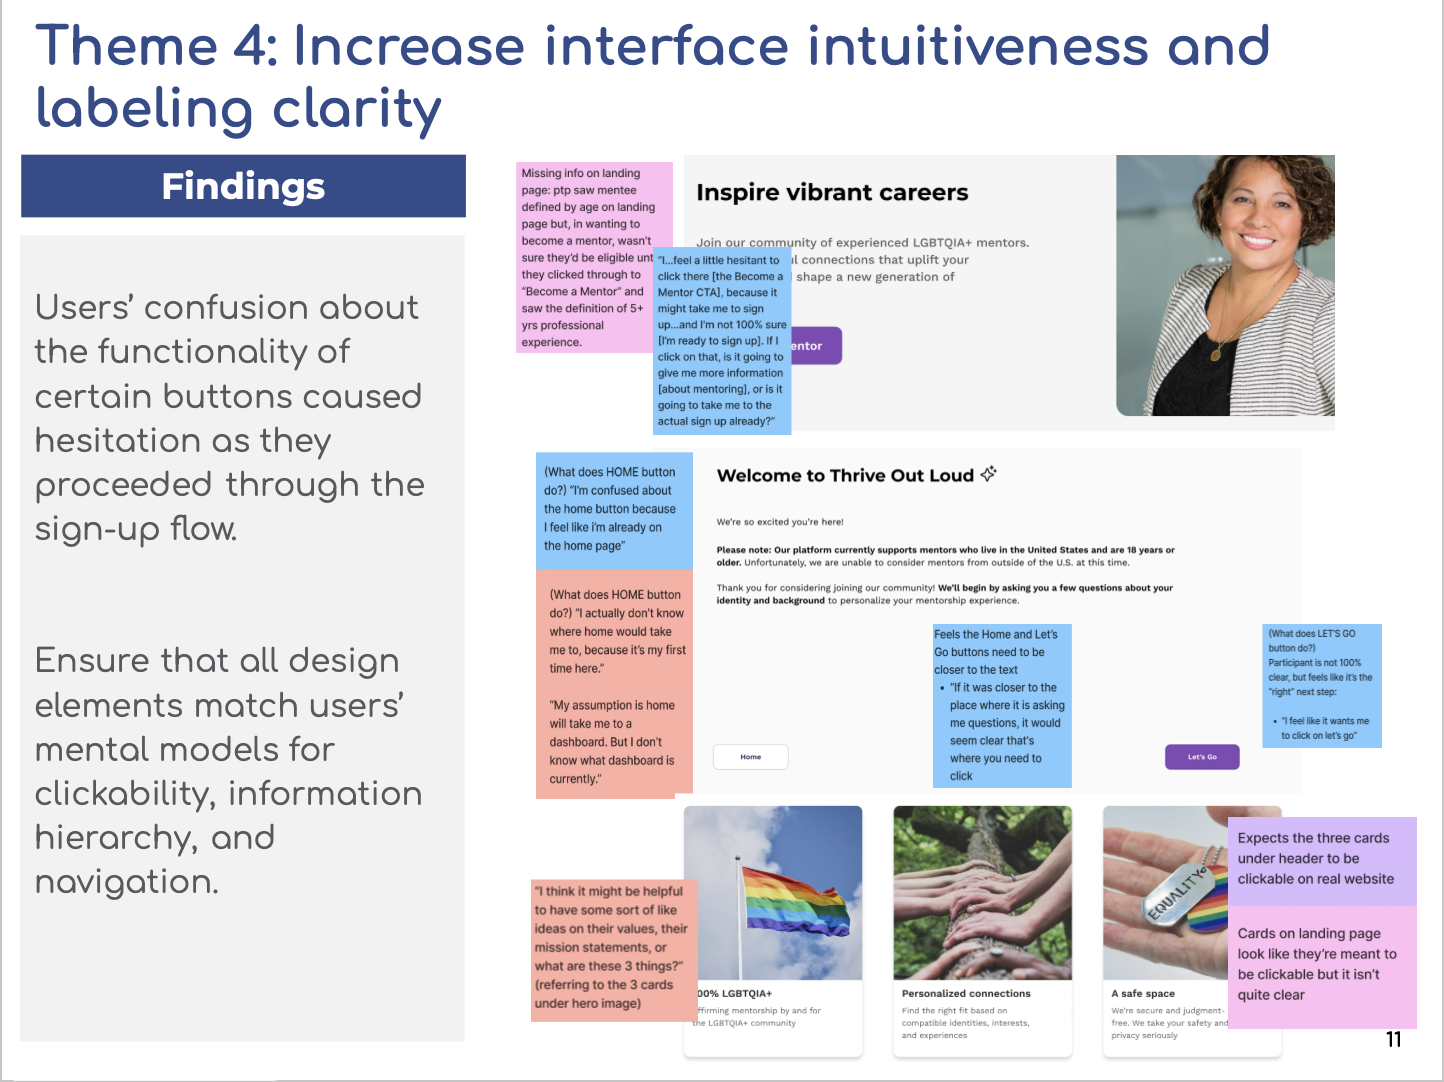 Theme 4: Increase interface intuitiveness and
labeling clarity
Findings
Users’ confusion about
the functionality of
certain buttons caused
hesitation as they
proceeded through the
sign-up flow.
Ensure that all design
elements match users’
mental models for
clickability, information
hierarchy, and
navigation.
Missing info on landing
page: ptp saw mentee
defined by age on landing
page but, in wanting to
become a mentor, wasn’t
sure they’d be eligible unt
they clicked through to
“Become a Mentor” and
saw the definition of 5+
yrs professional
experience.
"I...feel a little hesitant to
click there [the Become a
Mentor CTA], because it
might take me to sign
up...and I'm not 100% sure
[I'm ready to sign up]. If I
click on that, is it going to
give me more information
[about mentoring], or is it
going to take me to the
actual sign up already?"
Inspire vibrant careers
Join our community of experienced LGBTQIA+ mentors.
ul connections that uplift your
shape a new generation of
entor
(What does HOME button
do?) "I'm confused about
the home button because
I feel like i'm already on
the home page"
(What does HOME button
do?) "I actually don't know
where home would take
me to, because it's my first
time here."
"My assumption is home
will take me to a
dashboard. But I don't
know what dashboard is
currently."
Welcome to Thrive Out Loud
We’re so excited you’re here!
Please note: Our platform currently supports mentors who live in the United States and are 18 years or
older. Unfortunately, we are unable to consider mentors from outside of the U.S. at this time.
Thank you for considering joining our community! We’ll begin by asking you a few questions about your
identity and background to personalize your mentorship experience.
Home
Let’s Go
Feels the Home and Let's
Go buttons need to be
closer to the text
• "If it was closer to the
place where it is asking
me questions, it would
seem clear that's
where you need to
click
(What does LET'S GO
button do?)
Participant is not 100%
clear, but feels like it's the
"right" next step:
• "I feel like it wants me
to click on let's go"
"I think it might be helpful
to have some sort of like
ideas on their values, their
mission statements, or
what are these 3 things?"
(referring to the 3 cards
under hero image)
00% LGBTQIA+
ffirming mentorship by and for
the LGBTQIA+ community
Personalized connections
Find the right fit based on
compatible identities, interests,
and experiences
EQUALITY
A safe space
We’re secure and judgment-
free. We take your safety and
privacy seriously
Expects the three cards
under header to be
clickable on real website
Cards on landing page
look like they’re meant to
be clickable but it isn’t
quite clear
11